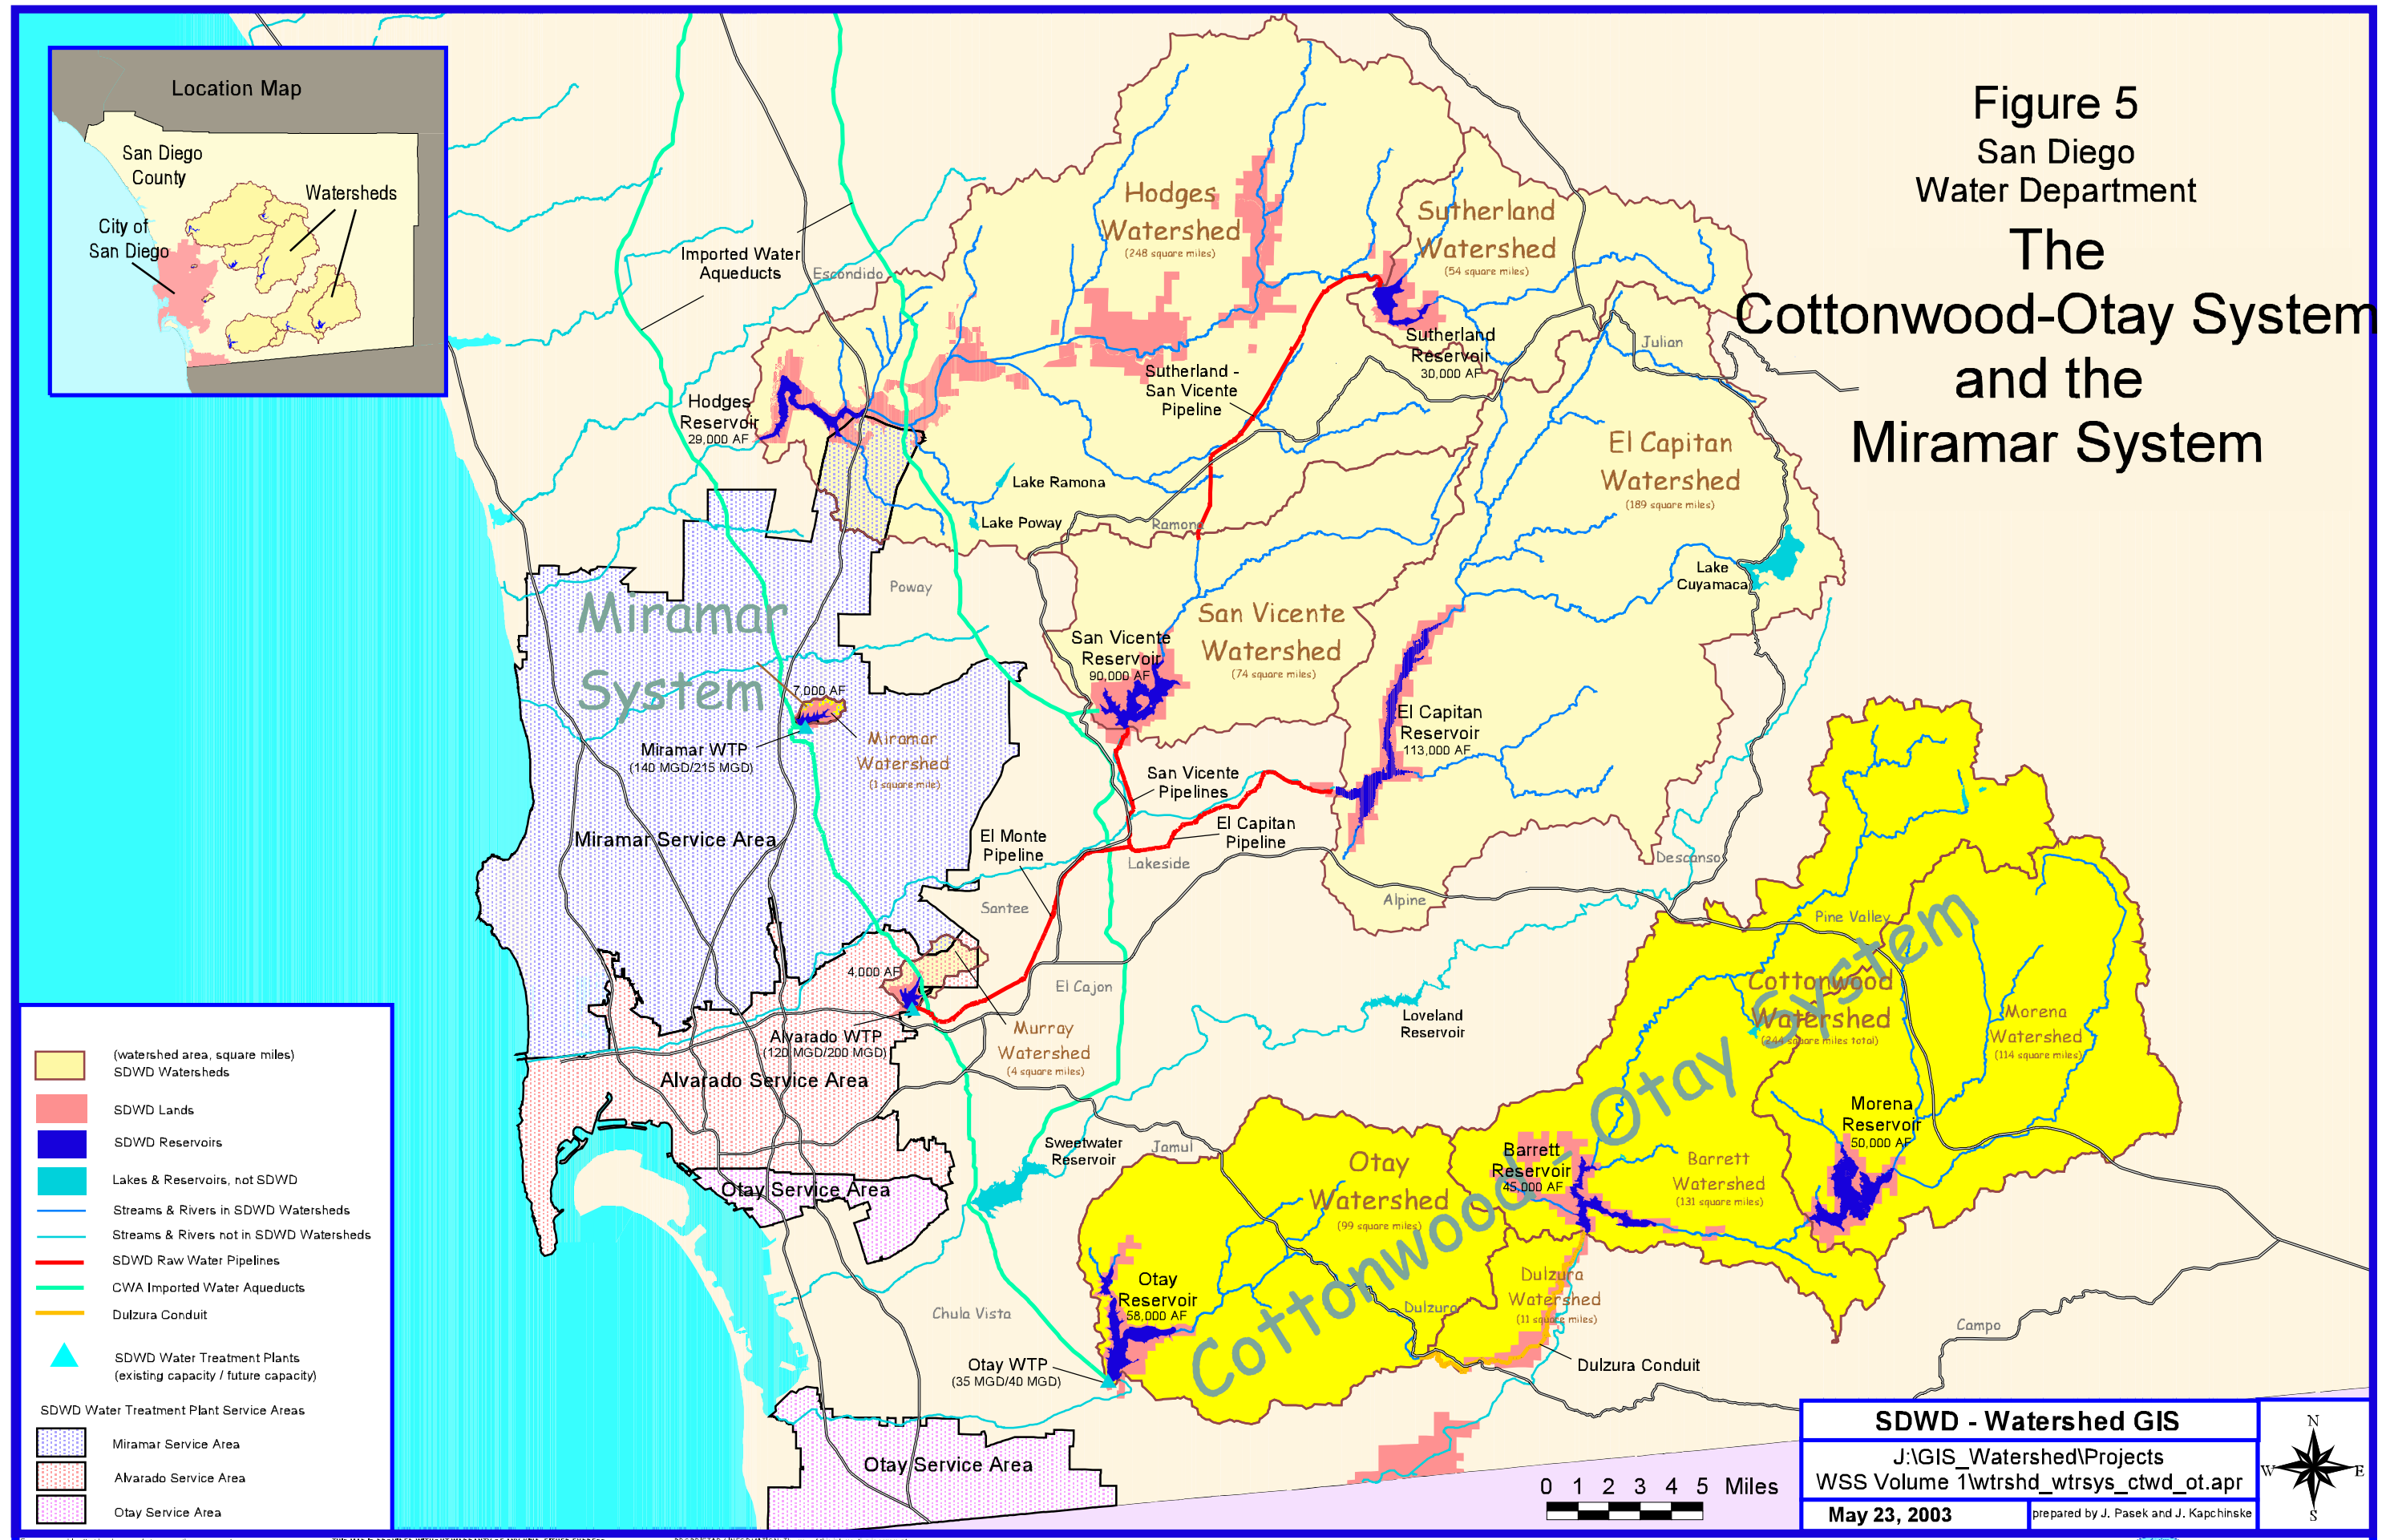 Location Map
San Diego
County
Watersheds
City of
San Diego
Figure 5
San Diego
Water Department
The
Cottonwood-Otay System
and the
Miramar System
Imported Water
Aqueducts
Escondido
Hodges
Watershed
(248 square miles)
Sutherland
Watershed
(54 square miles)
Sutherland
Reservoir
30,000 AF
Julian
Sutherland -
San Vicente
Pipeline
Hodges
Reservoir
29,000 AF
El Capitan
Watershed
(189 square miles)
Lake Ramona
Lake Poway
Ramona
Lake
Cuyamaca
Poway
Miramar
System
San Vicente
Watershed
(74 square miles)
San Vicente
Reservoir
90,000 AF
7,000 AF
Miramar WTP
(140 MGD/215 MGD)
Miramar
Watershed
(1 square mile)
El Capitan
Reservoir
113,000 AF
San Vicente
Pipelines
El Capitan
Pipeline
El Monte
Pipeline
Miramar Service Area
Lakeside
Descanso
Santee
Alpine
Pine Valley
4,000 AF
El Cajon
Cottonwood
Watershed
(244 square miles total)
Morena
Watershed
(114 square miles)
Loveland
Reservoir
Murray
Watershed
(4 square miles)
Alvarado WTP
(120 MGD/200 MGD)
Alvarado Service Area
Cottonwood - Otay System
Morena
Reservoir
50,000 AF
Sweetwater
Reservoir
Jamul
Otay
Watershed
(99 square miles)
Barrett
Reservoir
45,000 AF
Barrett
Watershed
(131 square miles)
Otay Service Area
Otay
Reservoir
58,000 AF
Dulzura
Watershed
(11 square miles)
Dulzura
Chula Vista
Campo
Otay WTP
(35 MGD/40 MGD)
Dulzura Conduit
Otay Service Area
(watershed area, square miles)
SDWD Watersheds
SDWD Lands
SDWD Reservoirs
Lakes & Reservoirs, not SDWD
Streams & Rivers in SDWD Watersheds
Streams & Rivers not in SDWD Watersheds
SDWD Raw Water Pipelines
CWA Imported Water Aqueducts
Dulzura Conduit
SDWD Water Treatment Plants
(existing capacity / future capacity)
SDWD Water Treatment Plant Service Areas
Miramar Service Area
Alvarado Service Area
Otay Service Area
0 1 2 3 4 5 Miles
SDWD - Watershed GIS
J:\GIS_Watershed\Projects
WSS Volume 1\wtrshd_wtrsys_ctwd_ot.apr
May 23, 2003
prepared by J. Pasek and J. Kapchinske
N
W
E
S